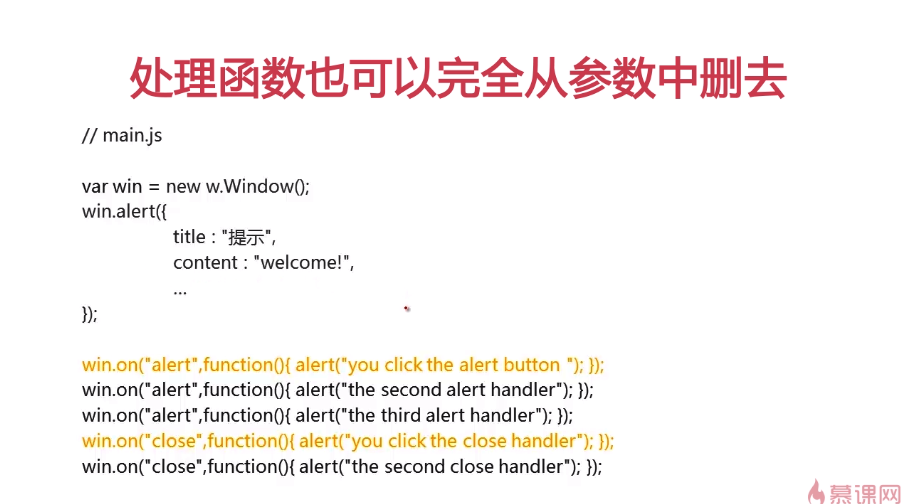 处理函数也可以完全从参数中删去
// main.js
var win = new w.Window();
win.alert({
title : "提示",
content : "welcome!",
...
});
win.on("alert",function(){ alert("you click the alert button "); });
win.on("alert",function(){ alert("the second alert handler"); });
win.on("alert",function(){ alert("the third alert handler"); });
win.on("close",function(){ alert("you click the close handler"); });
win.on("close",function(){ alert("the second close handler"); });
慕课网